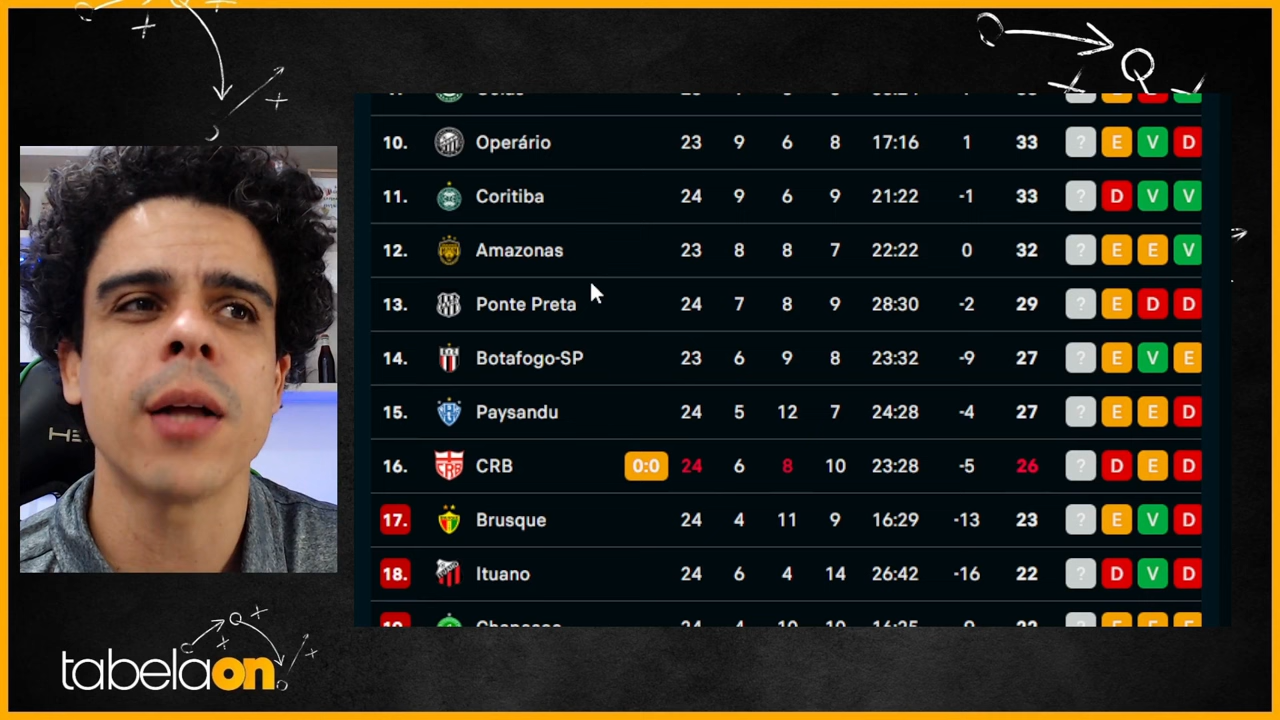 10. Operário 23 9 6 8 17:16 1 33 ? E V D
11. Coritiba 24 9 6 9 21:22 -1 33 ? D V V
12. Amazonas 23 8 8 7 22:22 0 32 ? E E V
13. Ponte Preta 24 7 8 9 28:30 -2 29 ? E D D
14. Botafogo-SP 23 6 9 8 23:32 -9 27 ? E V E
15. Paysandu 24 5 12 7 24:28 -4 27 ? E E D
16. CRB 0:0 24 6 8 10 23:28 -5 26 ? D E D
17. Brusque 24 4 11 9 16:29 -13 23 ? E V D
18. Ituano 24 6 4 14 26:42 -16 22 ? D V D
tabelaon